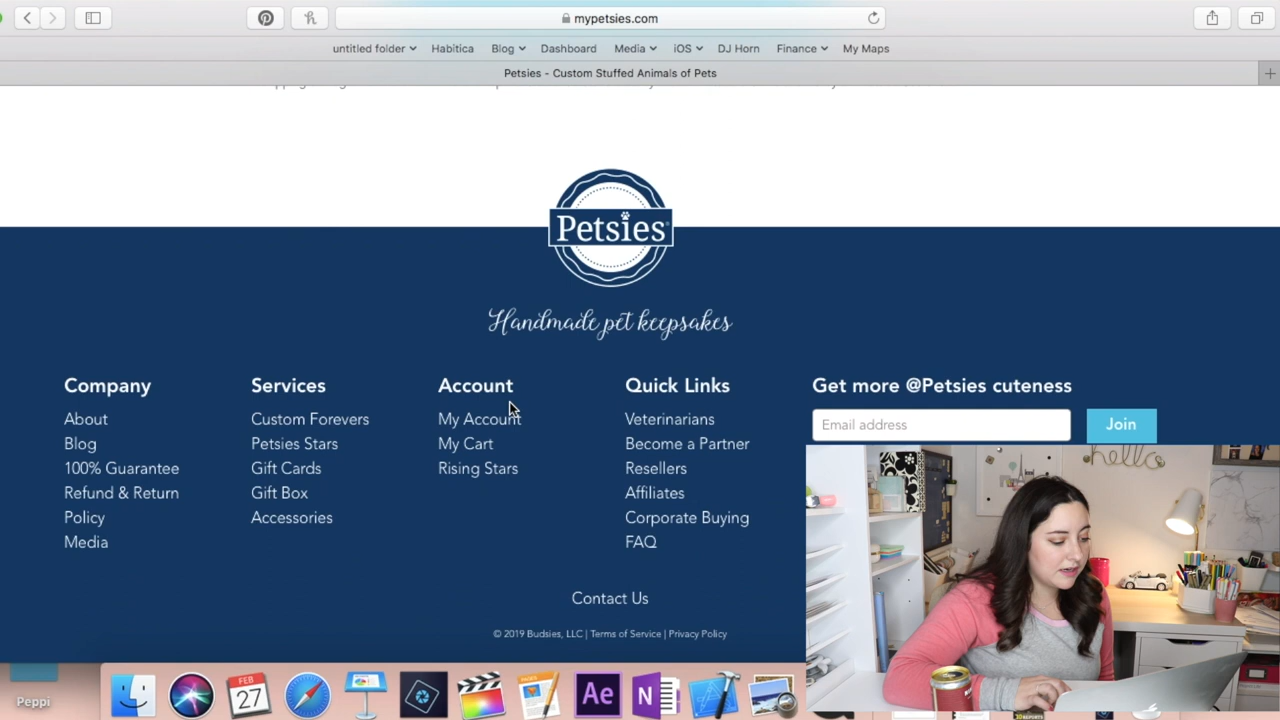 mypetsies.com
untitled folder Habitica Blog Dashboard Media iOS DJ Horn Finance My Maps
Petsies - Custom Stuffed Animals of Pets
Petsies
Handmade pet keepsakes
Company Services Account Quick Links Get more @Petsies cuteness
About Custom Forevers My Account Veterinarians Email address Join
Blog Petsies Stars My Cart Become a Partner
100% Guarantee Gift Cards Rising Stars Resellers
Refund & Return Gift Box Affiliates
Policy Accessories Corporate Buying
Media FAQ
hello
Contact Us
© 2019 Budsies, LLC | Terms of Service | Privacy Policy
FEB
27
PAGES
Ae
N
Peppi